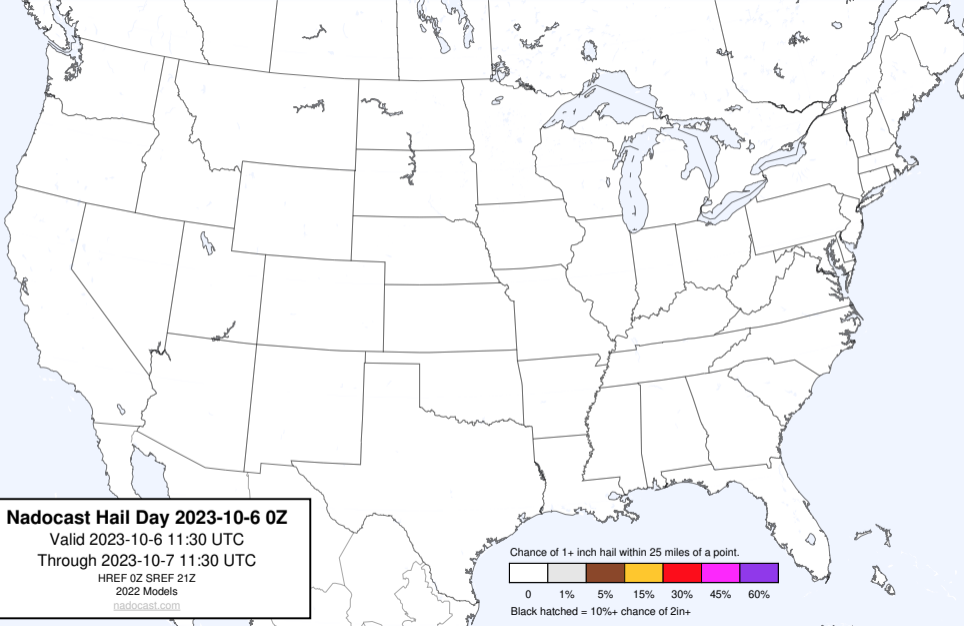 Nadocast Hail Day 2023-10-6 0Z
Valid 2023-10-6 11:30 UTC
Through 2023-10-7 11:30 UTC
HREF 0Z SREF 21Z
2022 Models
nadocast.com
Chance of 1+ inch hail within 25 miles of a point.
0 1% 5% 15% 30% 45% 60%
Black hatched = 10%+ chance of 2in+